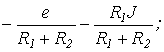 - e / (R₁ + R₂) - R₁J / (R₁ + R₂) ;